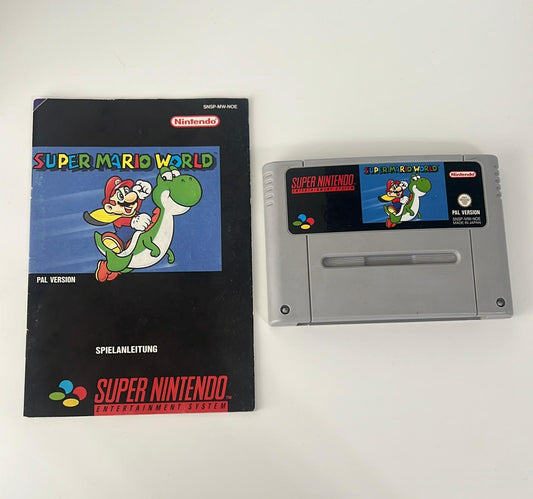 SNSP-MW-NOE
Nintendo
SUPER MARIO WORLD
PAL VERSION
SPIELANLEITUNG
SUPER NINTENDO
ENTERTAINMENT SYSTEM
TM
SUPER MARIO WORLD
Nintendo
SUPER NINTENDO
ENTERTAINMENT SYSTEM
PAL VERSION
SNSP-MW-NOE
MADE IN JAPAN